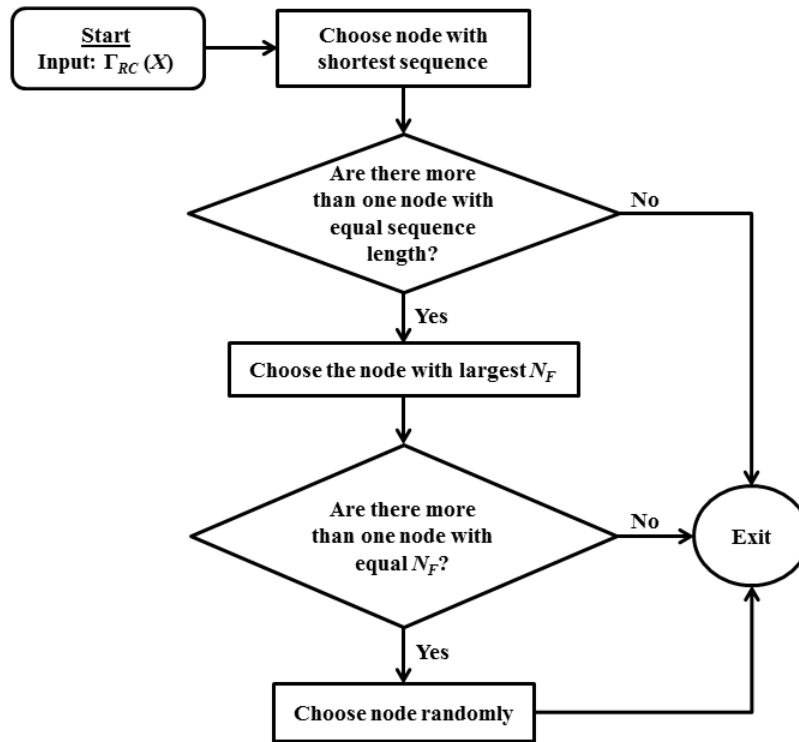 Start
Input: Γ_RC (X)
Choose node with
shortest sequence
Are there more
than one node with
equal sequence
length?
No
Yes
Choose the node with largest N_F
Are there more
than one node with
equal N_F?
No
Exit
Yes
Choose node randomly